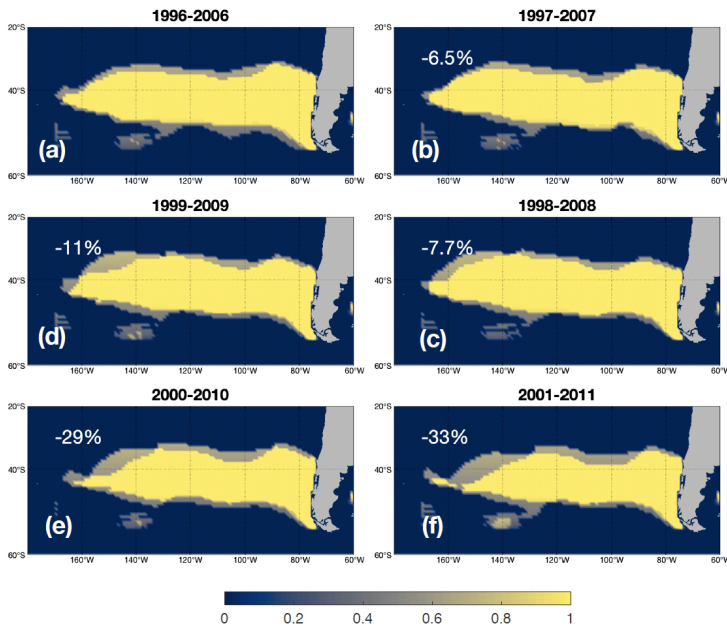 1996-2006
1997-2007
20°S
40°S
60°S
(a)
160°W
140°W
120°W
100°W
80°W
60°W
20°S
40°S
60°S
-6.5%
(b)
160°W
140°W
120°W
100°W
80°W
60°W
1999-2009
1998-2008
20°S
40°S
60°S
-11%
(d)
160°W
140°W
120°W
100°W
80°W
60°W
20°S
40°S
60°S
-7.7%
(c)
160°W
140°W
120°W
100°W
80°W
60°W
2000-2010
2001-2011
20°S
40°S
60°S
-29%
(e)
160°W
140°W
120°W
100°W
80°W
60°W
20°S
40°S
60°S
-33%
(f)
160°W
140°W
120°W
100°W
80°W
60°W
0
0.2
0.4
0.6
0.8
1